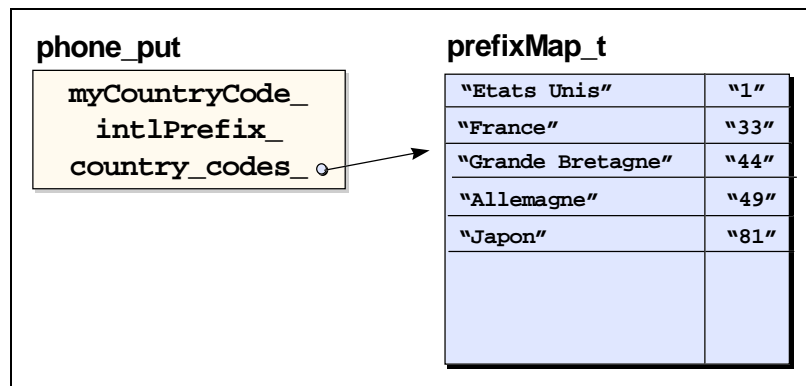 phone_put
myCountryCode_
intlPrefix_
country_codes_
prefixMap_t
“Etats Unis” “1”
“France” “33”
“Grande Bretagne” “44”
“Allemagne” “49”
“Japon” “81”